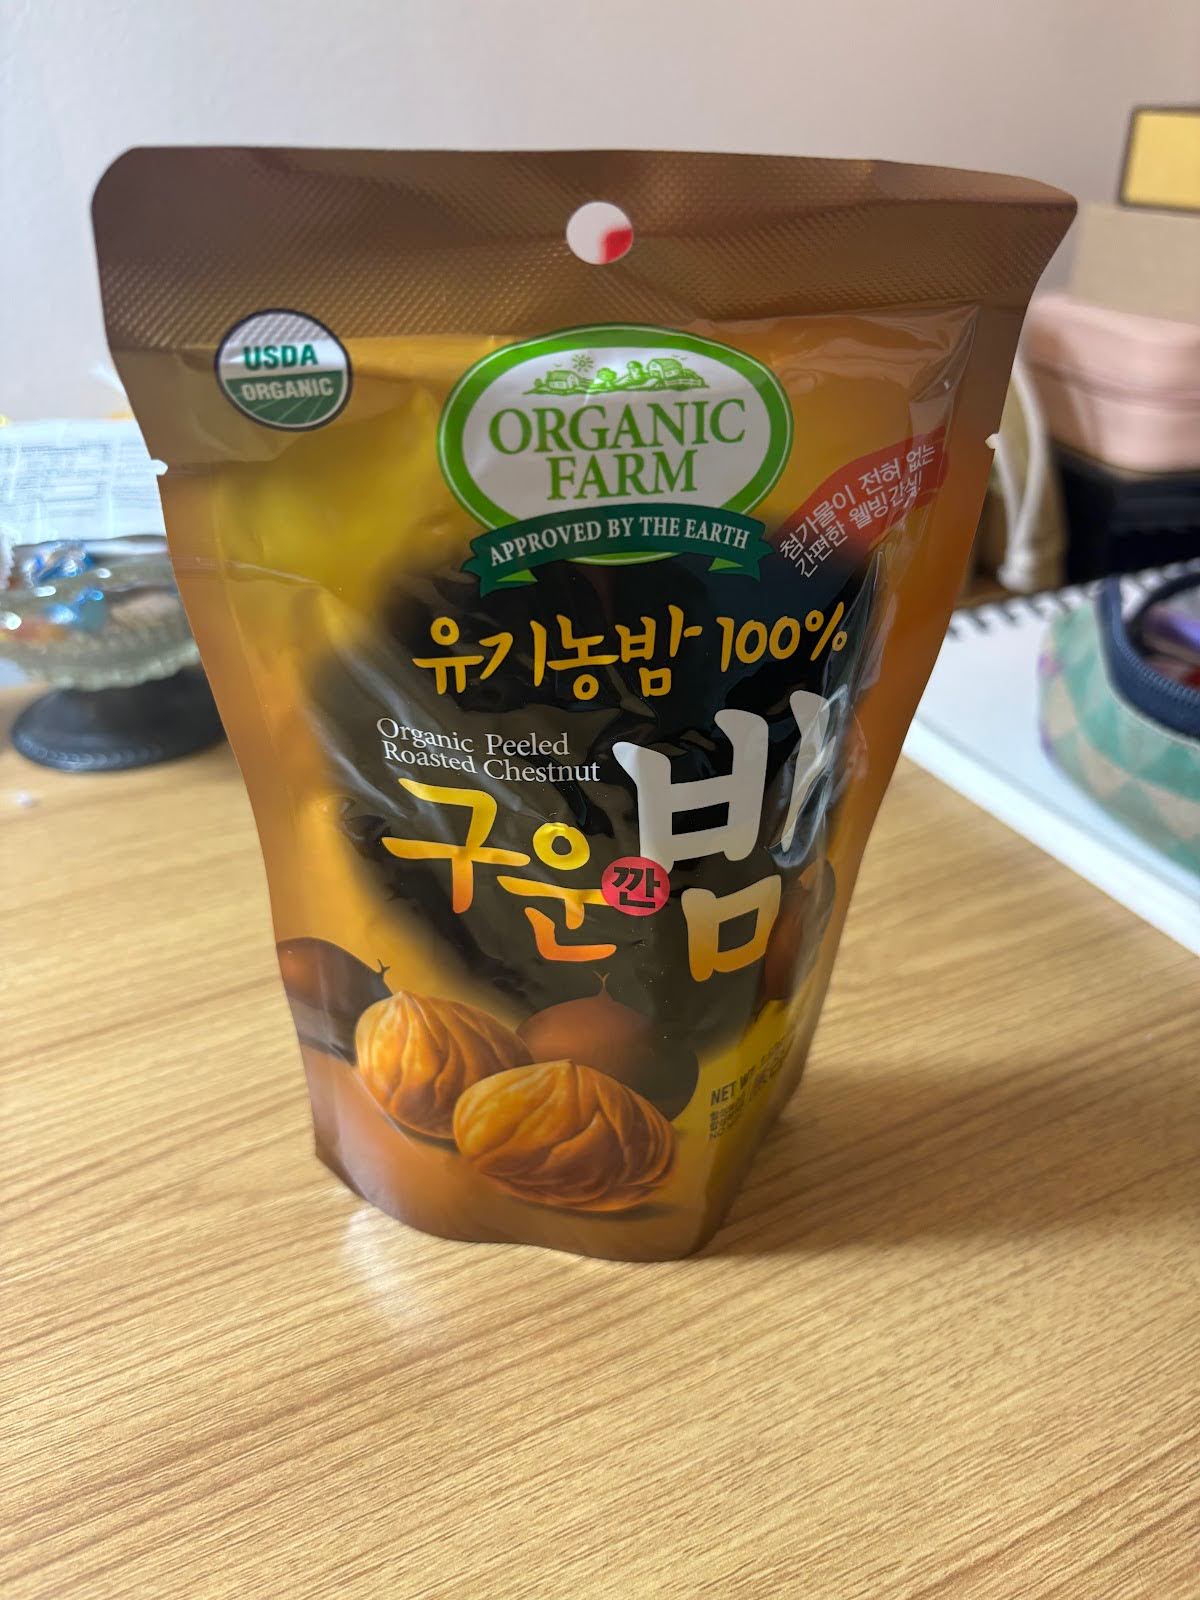 USDA
ORGANIC
ORGANIC
FARM
APPROVED BY THE EARTH
첨가물이 전혀 없는
간편한 웰빙간식!
유기농밤 100%
Organic Peeled
Roasted Chestnut
구운
깐
밤
NET WT.